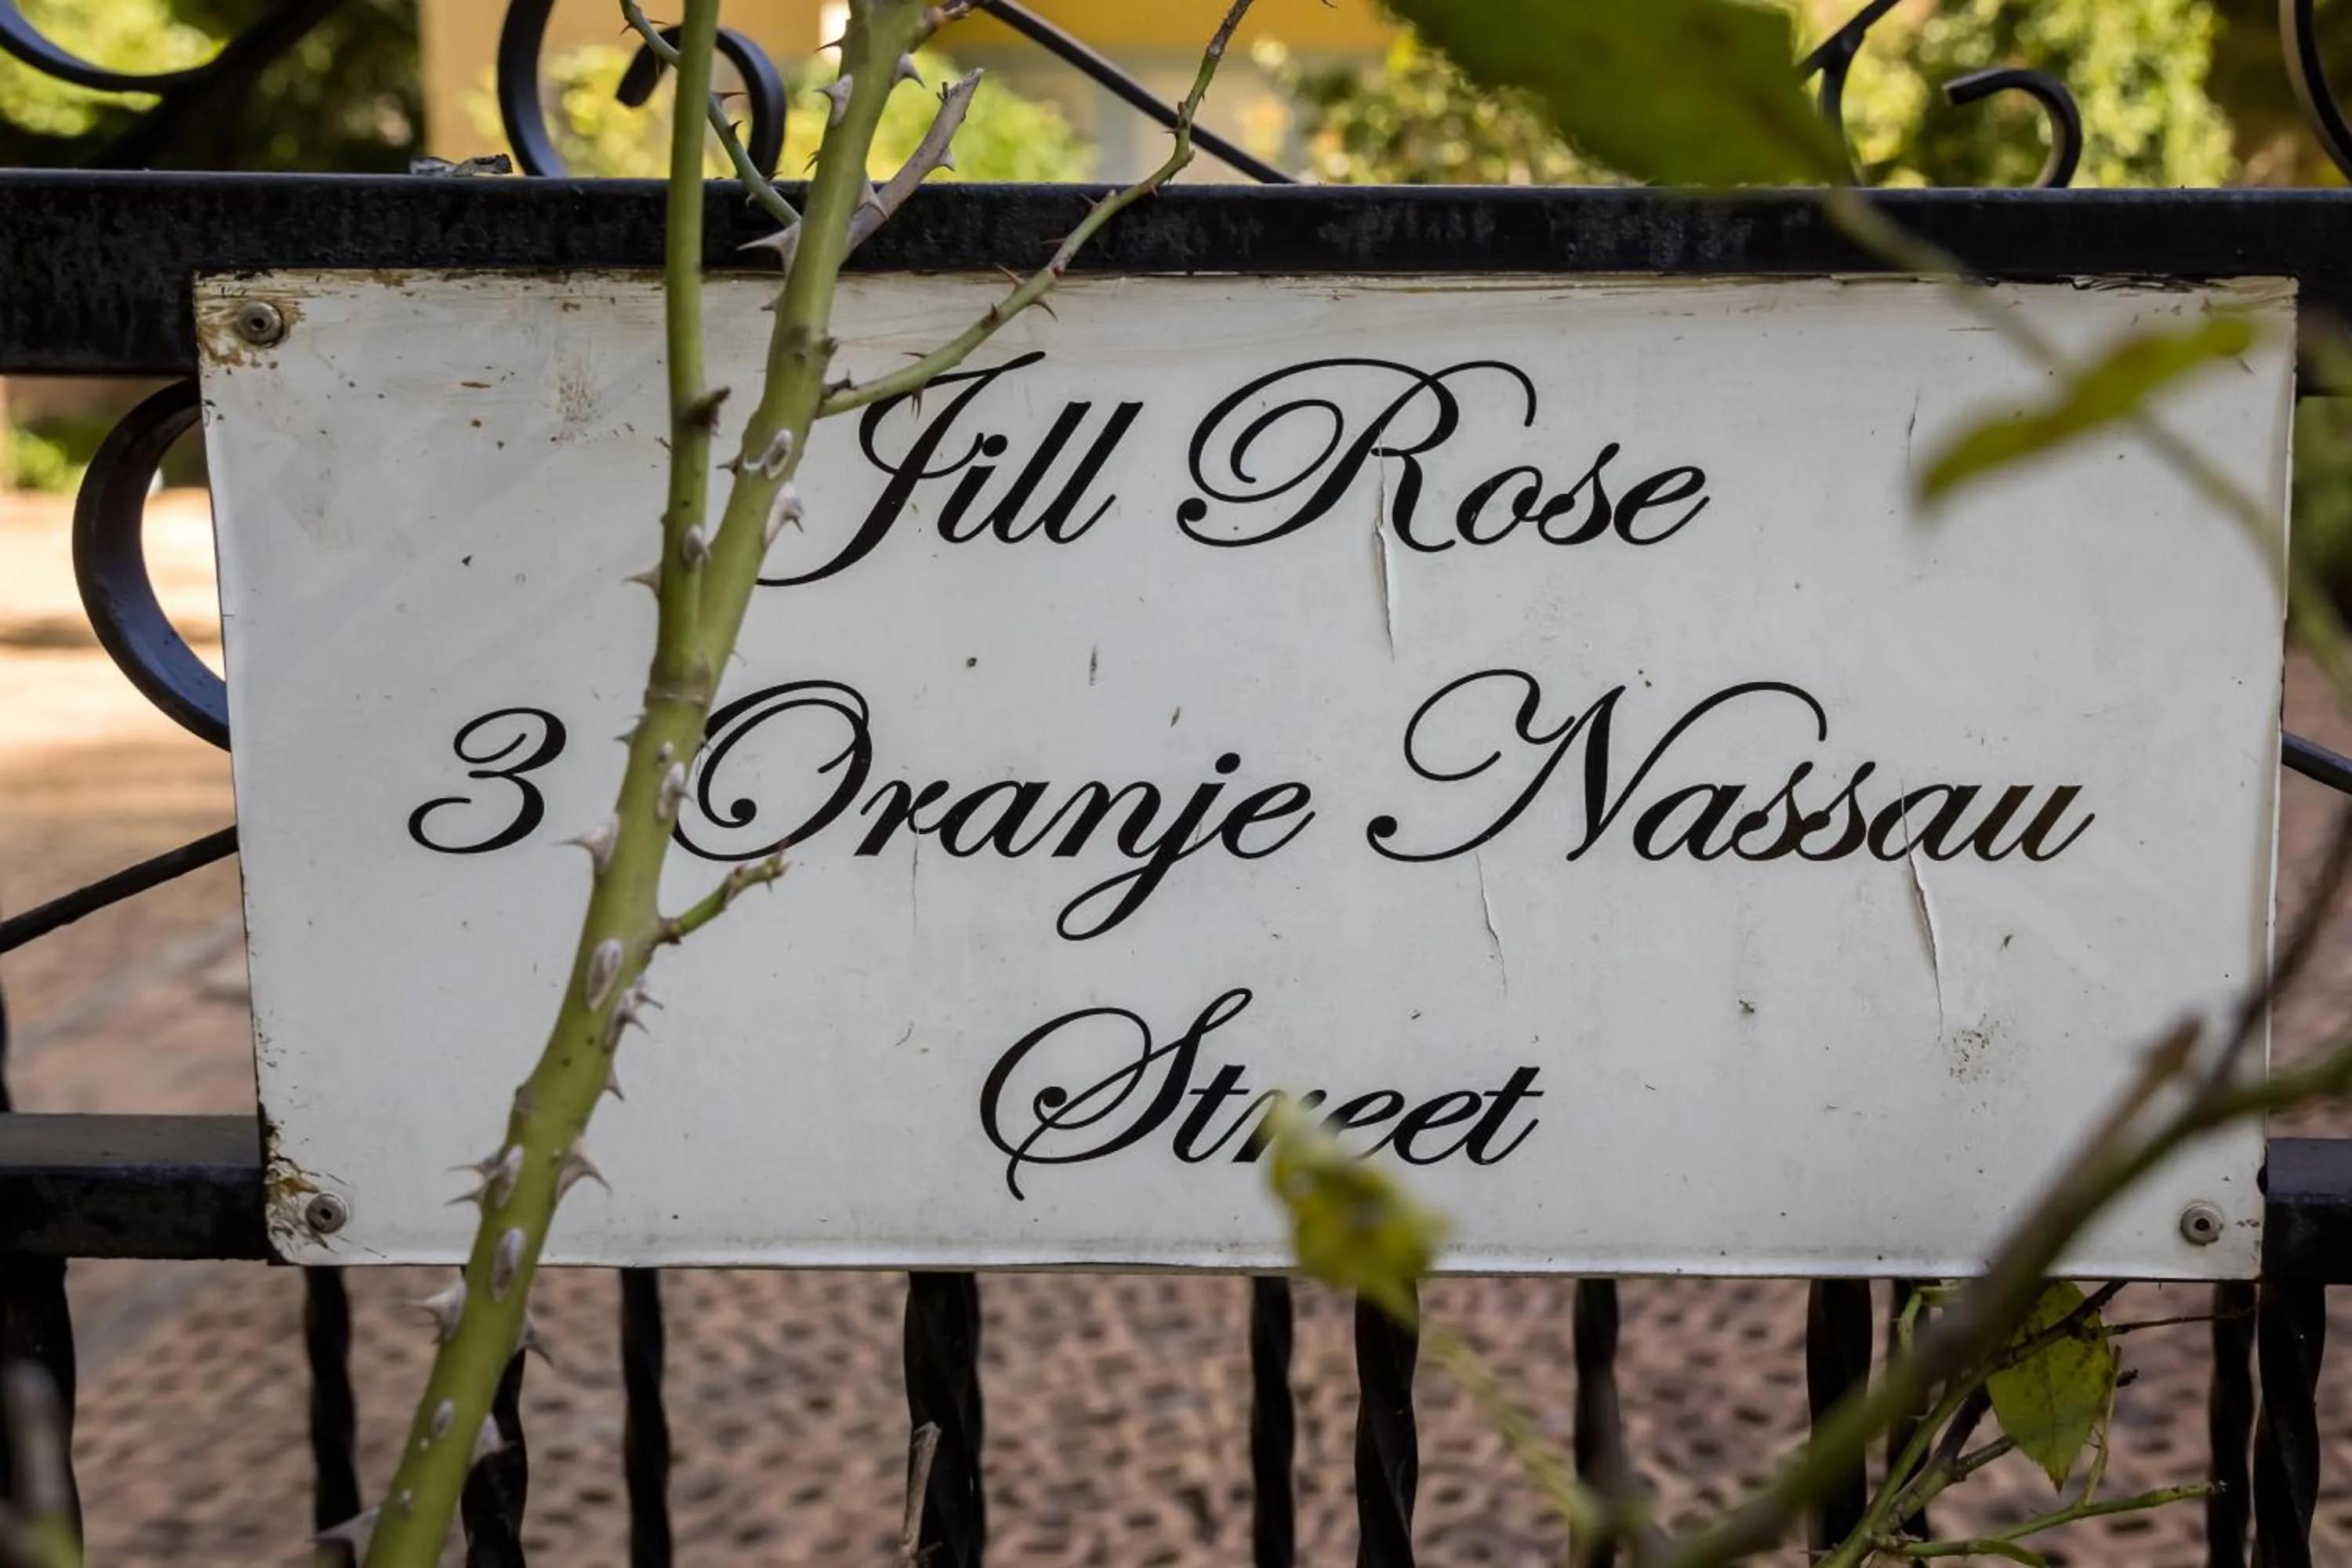 Jill Rose
3 Oranje Nassau
Street